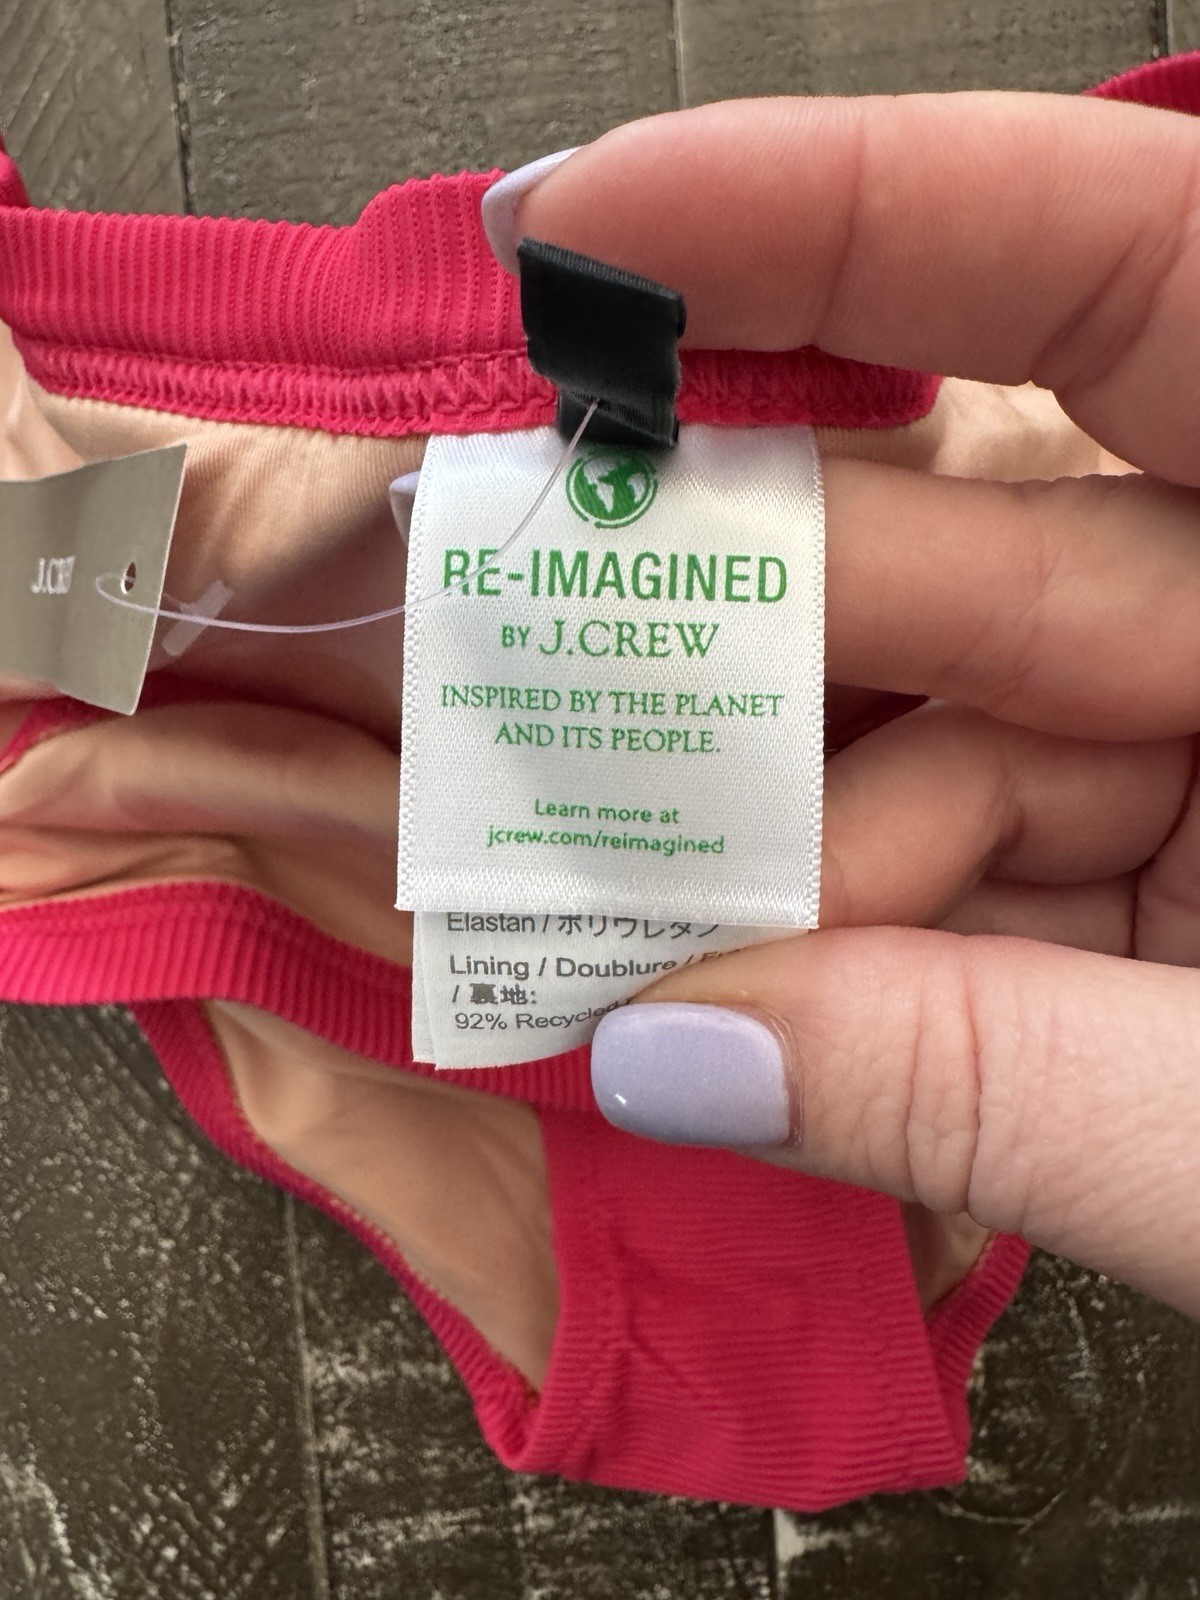 RE-IMAGINED
BY J.CREW
INSPIRED BY THE PLANET
AND ITS PEOPLE.
Learn more at
jcrew.com/reimagined
Elastan / ポリウレタン
Lining / Doublure /
/ 裏地:
92% Recycled
J.CRE